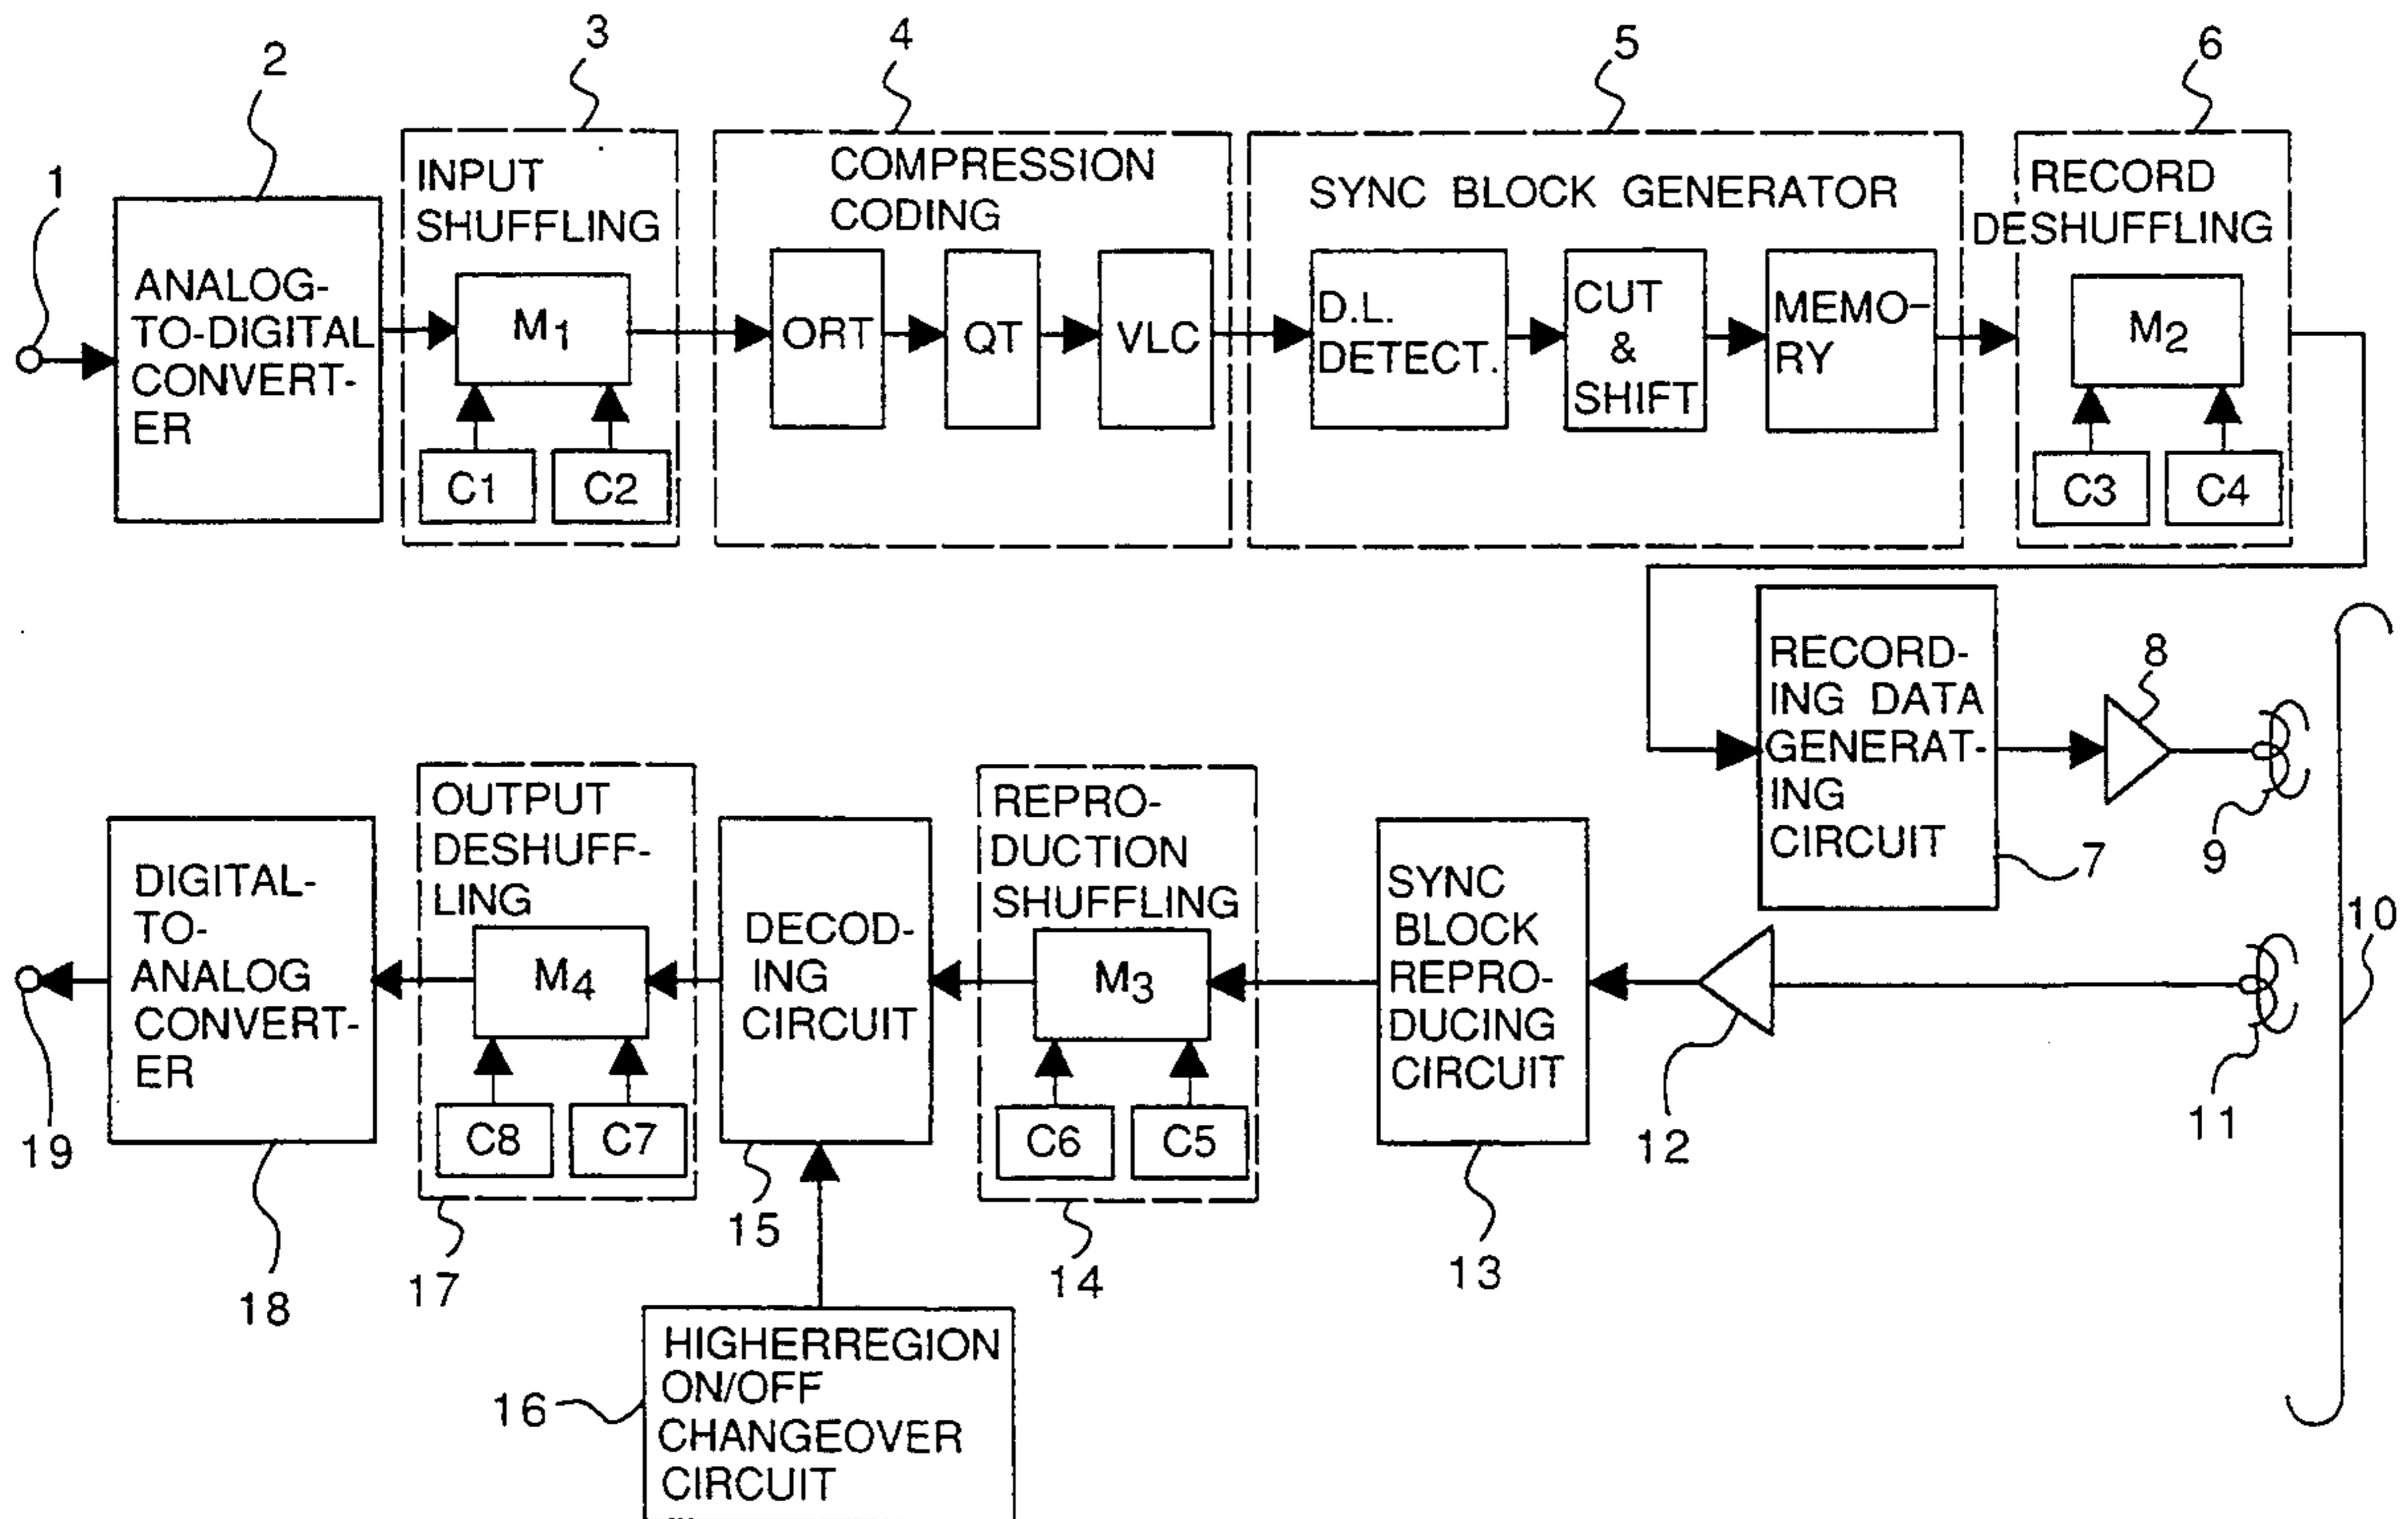 1
2
3
4
5
6
ANALOG-
TO-DIGITAL
CONVERT-
ER
INPUT
SHUFFLING
M1
C1
C2
COMPRESSION
CODING
ORT
QT
VLC
SYNC BLOCK GENERATOR
D.L.
DETECT.
CUT
&
SHIFT
MEMO-
RY
RECORD
DESHUFFLING
M2
C3
C4
RECORD-
ING DATA
GENERAT-
ING
CIRCUIT
7
8
9
10
11
12
SYNC
BLOCK
REPRO-
DUCING
CIRCUIT
13
REPRO-
DUCTION
SHUFFLING
M3
C6
C5
14
DECOD-
ING
CIRCUIT
15
HIGHERREGION
ON/OFF
CHANGEOVER
CIRCUIT
16
OUTPUT
DESHUFF-
LING
M4
C8
C7
17
DIGITAL-
TO-
ANALOG
CONVERT-
ER
18
19